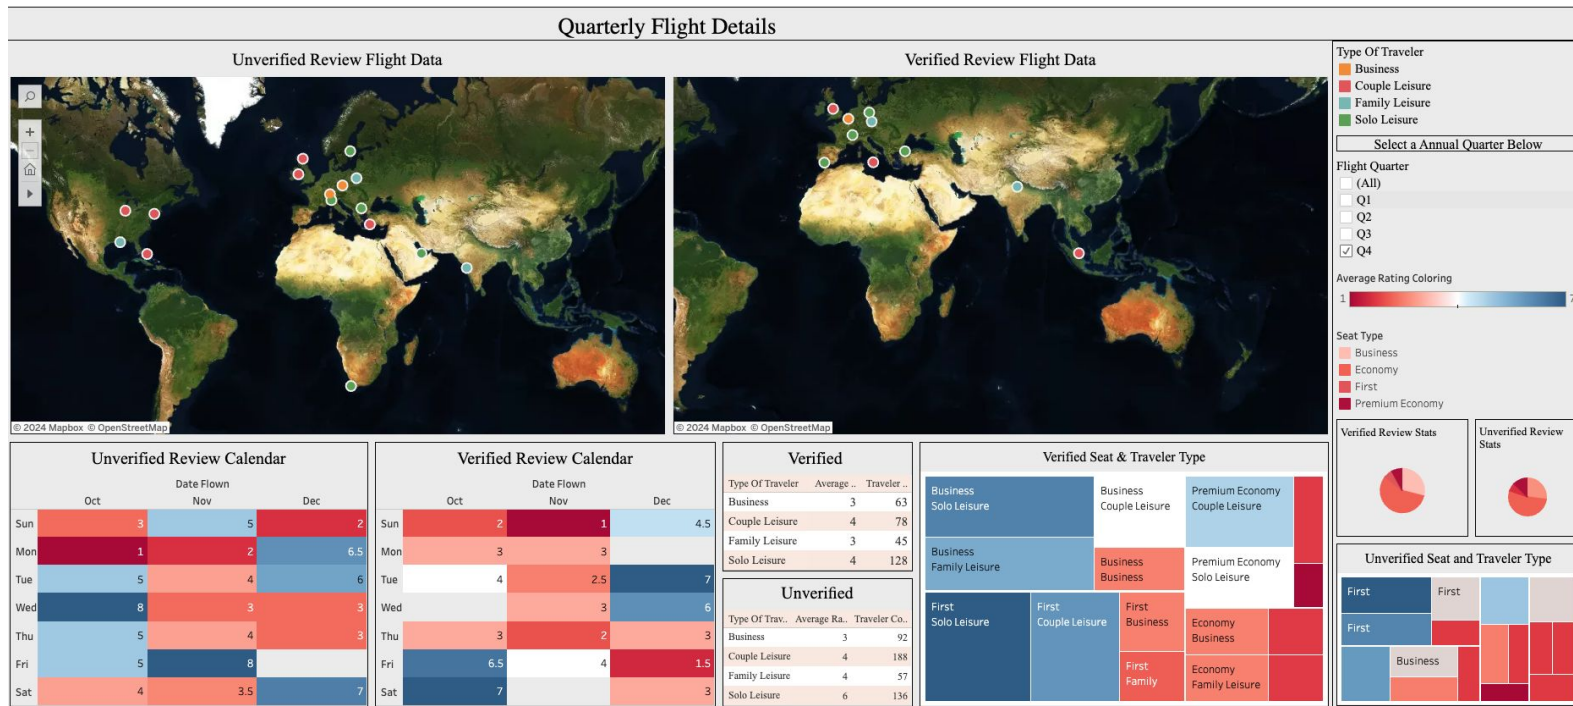 Quarterly Flight Details
Unverified Review Flight Data
Verified Review Flight Data
© 2024 Mapbox © OpenStreetMap
© 2024 Mapbox © OpenStreetMap
Type Of Traveler
Business
Couple Leisure
Family Leisure
Solo Leisure
Select a Annual Quarter Below
Flight Quarter
(All)
Q1
Q2
Q3
Q4
Average Rating Coloring
1 7
Seat Type
Business
Economy
First
Premium Economy
Verified Review Stats
Unverified Review
Stats
Unverified Review Calendar
Date Flown
Oct Nov Dec
Sun 3 5 2
Mon 1 2 6.5
Tue 5 4 6
Wed 8 3 3
Thu 5 4 3
Fri 5 8
Sat 4 3.5 7
Verified Review Calendar
Date Flown
Oct Nov Dec
Sun 2 1 4.5
Mon 3 3
Tue 4 2.5 7
Wed 3 6
Thu 3 2 3
Fri 6.5 4 1.5
Sat 7 3
Verified
Type Of Traveler Average .. Traveler ..
Business 3 63
Couple Leisure 4 78
Family Leisure 3 45
Solo Leisure 4 128
Unverified
Type Of Trav.. Average Ra.. Traveler Co..
Business 3 92
Couple Leisure 4 188
Family Leisure 4 57
Solo Leisure 6 136
Verified Seat & Traveler Type
Business
Solo Leisure
Business
Family Leisure
Business
Couple Leisure
Business
Business
Premium Economy
Couple Leisure
Premium Economy
Solo Leisure
First
Solo Leisure
First
Couple Leisure
First
Business
First
Family
Economy
Business
Economy
Family Leisure
Unverified Seat and Traveler Type
First
First
First
Business